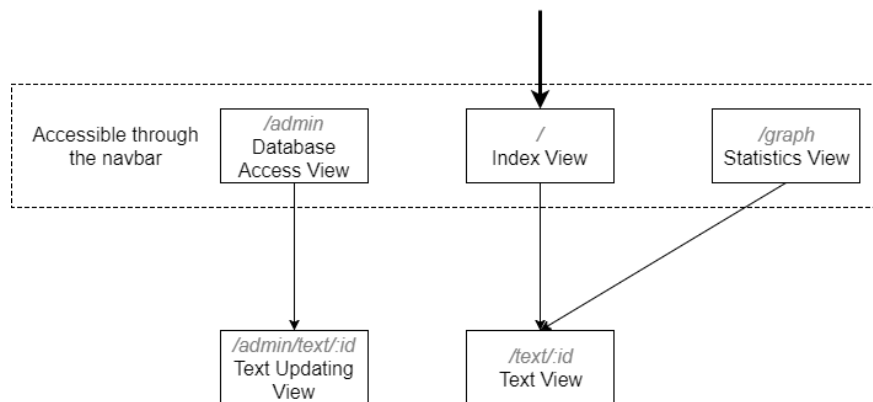 Accessible through
the navbar
/admin
Database
Access View
/
Index View
/graph
Statistics View
/admin/text/:id
Text Updating
View
/text/:id
Text View